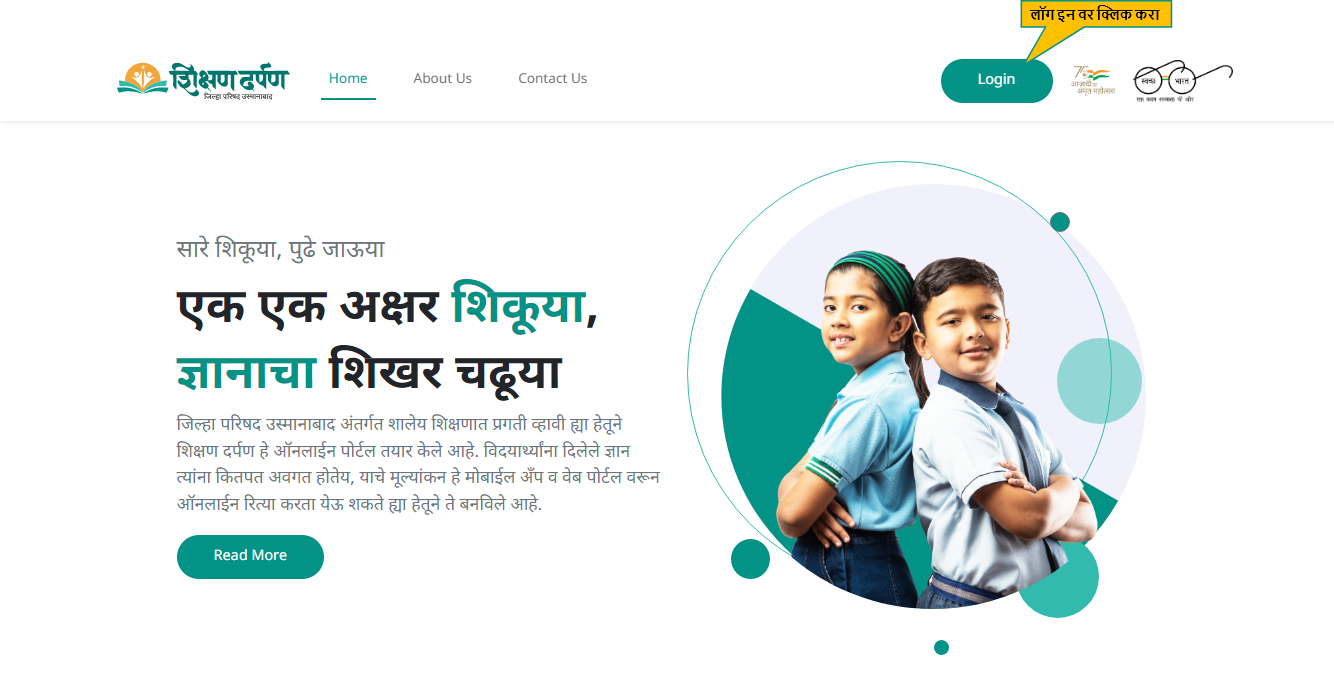 लॉग इन वर क्लिक करा
शिक्षण दर्पण
जिल्हा परिषद उस्मानाबाद
Home
About Us
Contact Us
Login
आज़ादी का
अमृत महोत्सव
स्वच्छ भारत
एक कदम स्वच्छता की ओर
सारे शिकूया, पुढे जाऊया
एक एक अक्षर शिकूया,
ज्ञानाचा शिखर चढूया
जिल्हा परिषद उस्मानाबाद अंतर्गत शालेय शिक्षणात प्रगती व्हावी ह्या हेतूने
शिक्षण दर्पण हे ऑनलाईन पोर्टल तयार केले आहे. विदयार्थ्यांना दिलेले ज्ञान
त्यांना कितपत अवगत होतेय, याचे मूल्यांकन हे मोबाईल अँप व वेब पोर्टल वरून
ऑनलाईन रित्या करता येऊ शकते ह्या हेतूने ते बनविले आहे.
Read More